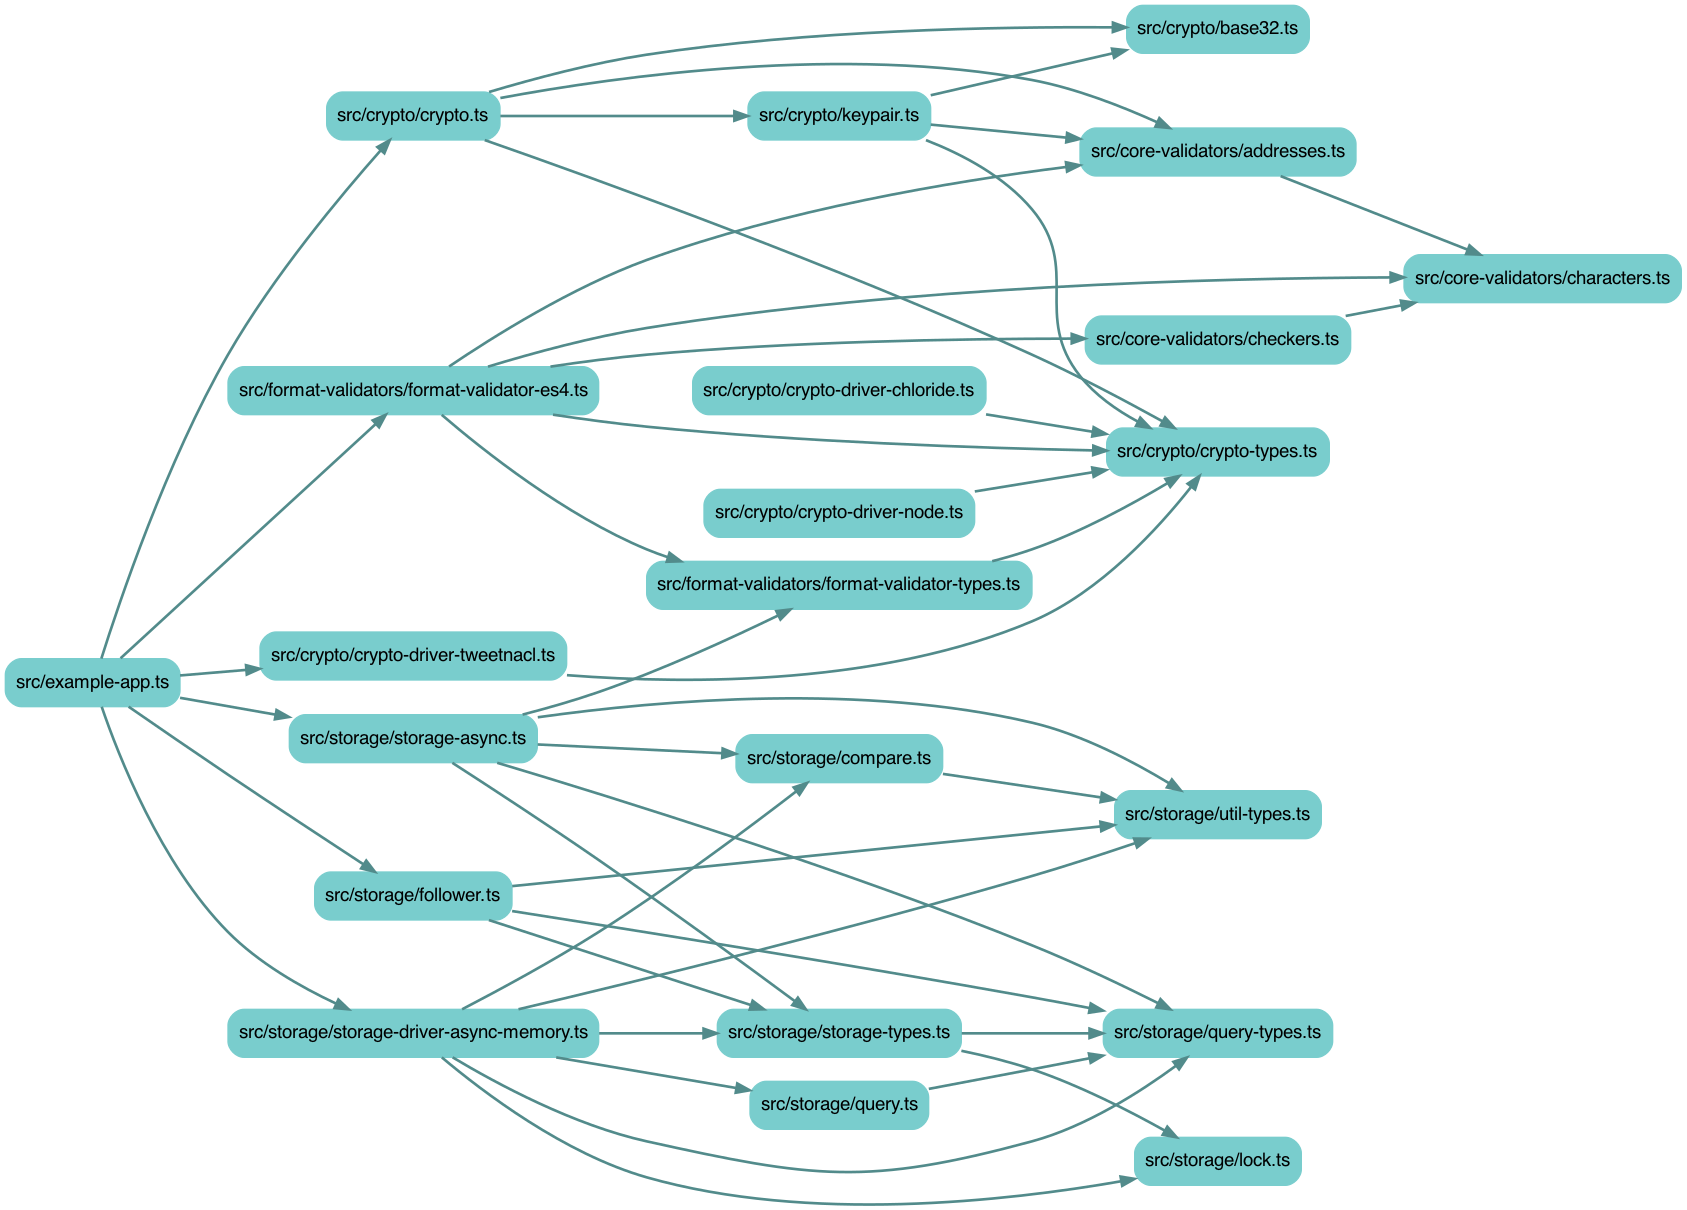 src/crypto/base32.ts
src/crypto/crypto.ts
src/crypto/keypair.ts
src/core-validators/addresses.ts
src/core-validators/characters.ts
src/core-validators/checkers.ts
src/format-validators/format-validator-es4.ts
src/crypto/crypto-driver-chloride.ts
src/crypto/crypto-types.ts
src/crypto/crypto-driver-node.ts
src/format-validators/format-validator-types.ts
src/crypto/crypto-driver-tweetnacl.ts
src/example-app.ts
src/storage/storage-async.ts
src/storage/compare.ts
src/storage/util-types.ts
src/storage/follower.ts
src/storage/storage-driver-async-memory.ts
src/storage/storage-types.ts
src/storage/query-types.ts
src/storage/query.ts
src/storage/lock.ts